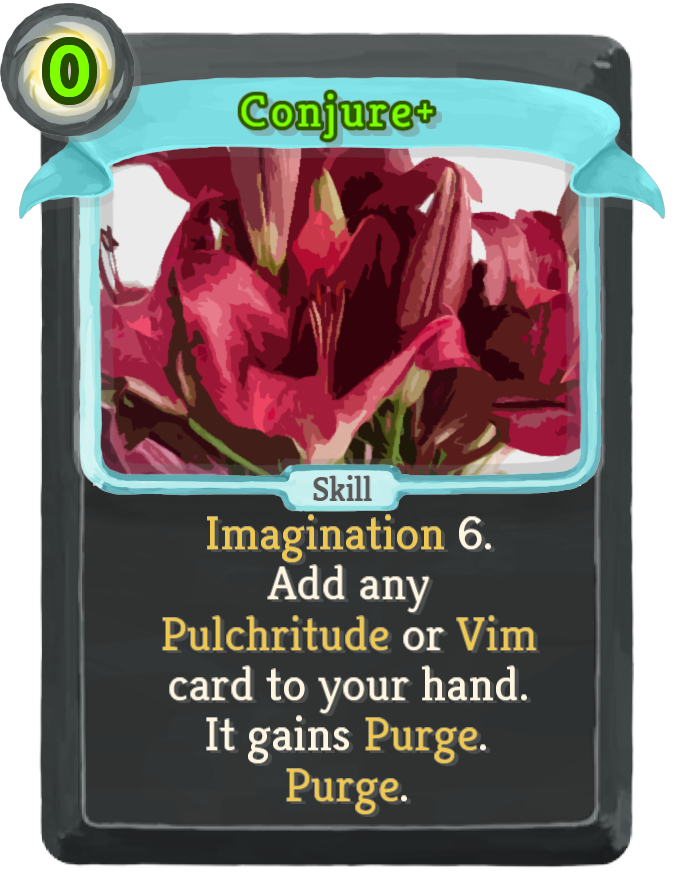 0
Conjure+
Skill
Imagination 6.
Add any
Pulchritude or Vim
card to your hand.
It gains Purge.
Purge.